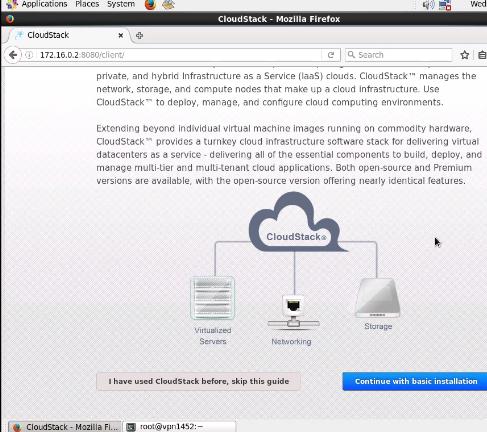 Applications Places System Wed
CloudStack - Mozilla Firefox
CloudStack
172.16.0.2:8080/client/ Search
private, and hybrid Infrastructure as a Service (IaaS) clouds. CloudStack™ manages the
network, storage, and compute nodes that make up a cloud infrastructure. Use
CloudStack™ to deploy, manage, and configure cloud computing environments.
Extending beyond individual virtual machine images running on commodity hardware,
CloudStack™ provides a turnkey cloud infrastructure software stack for delivering virtual
datacenters as a service - delivering all of the essential components to build, deploy, and
manage multi-tier and multi-tenant cloud applications. Both open-source and Premium
versions are available, with the open-source version offering nearly identical features.
CloudStack®
Virtualized
Servers
Networking
Storage
I have used CloudStack before, skip this guide
Continue with basic installation
CloudStack - Mozilla Fi... root@vpn1452:~